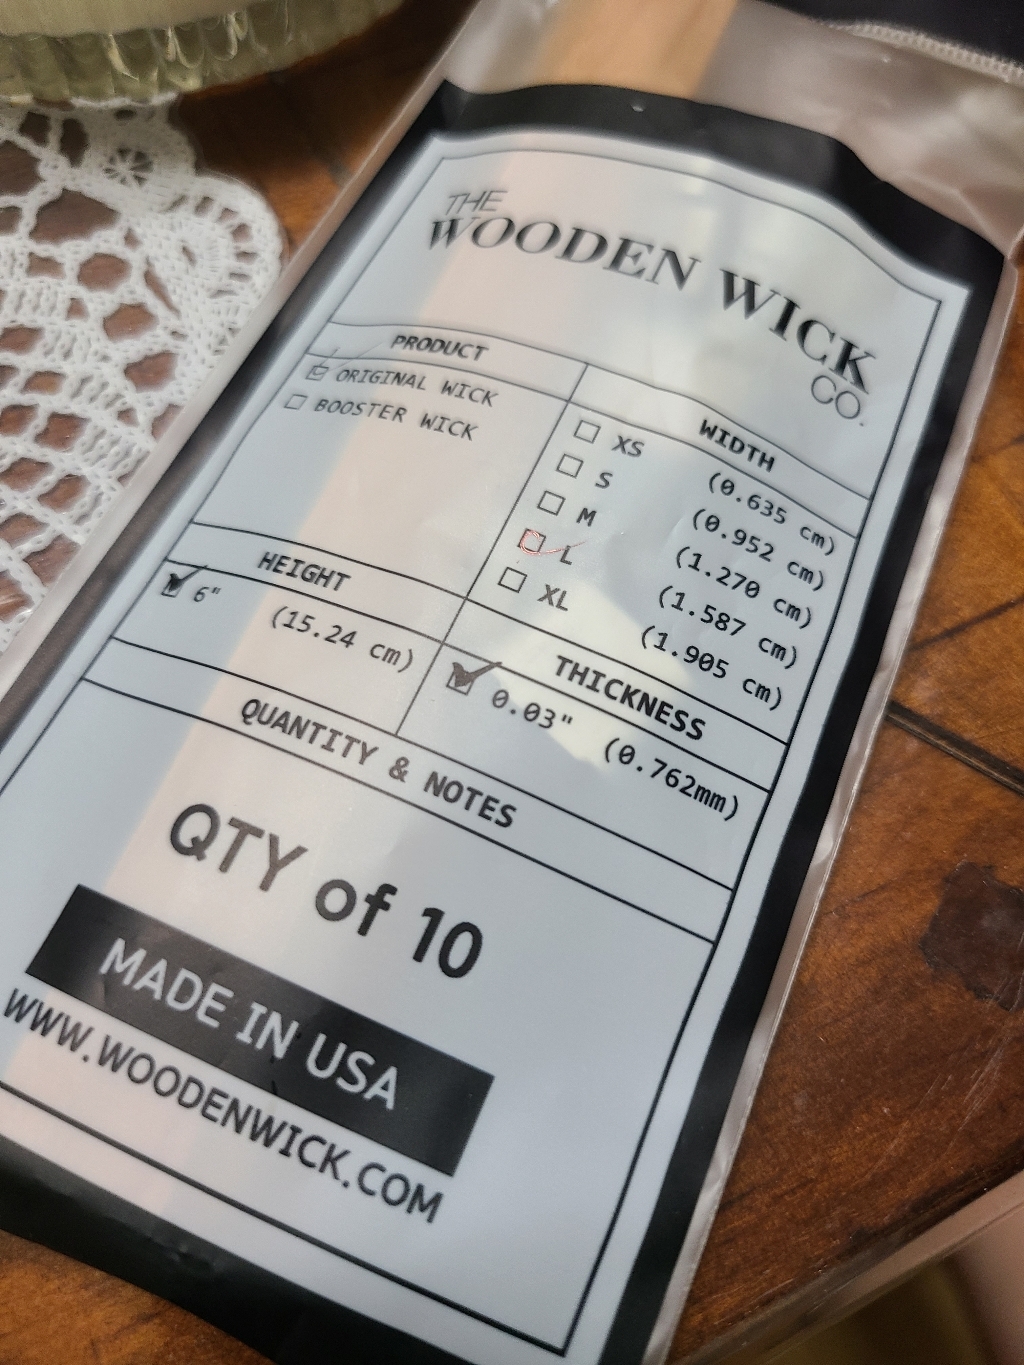 THE
WOODEN WICK
CO.
PRODUCT
ORIGINAL WICK
BOOSTER WICK
WIDTH
XS (0.635 cm)
S (0.952 cm)
M (1.270 cm)
L (1.587 cm)
XL (1.905 cm)
HEIGHT
6" (15.24 cm)
THICKNESS
0.03" (0.762mm)
QUANTITY & NOTES
QTY of 10
MADE IN USA
WWW.WOODENWICK.COM